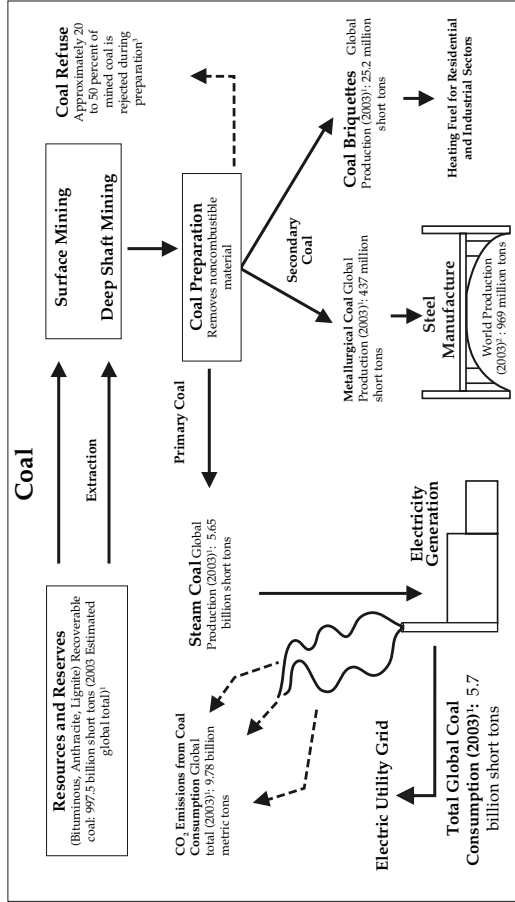 Coal
Resources and Reserves
(Bituminous, Anthracite, Lignite) Recoverable
coal: 997.5 billion short tons (2003 Estimated
global total)¹
Extraction
Surface Mining
Deep Shaft Mining
Coal Refuse
Approximately 20
to 50 percent of
mined coal is
rejected during
preparation³
Coal Preparation
Removes noncombustible
material
Primary Coal
Secondary
Coal
Steam Coal Global
Production (2003)¹: 5.65
billion short tons
CO₂ Emissions from Coal
Consumption Global
total (2003)¹: 9.78 billion
metric tons
Metallurgical Coal Global
Production (2003)¹: 437 million
short tons
Coal Briquettes Global
Production (2003)¹: 25.2 million
short tons
Electricity
Generation
Electric Utility Grid
Total Global Coal
Consumption (2003)¹: 5.7
billion short tons
Steel
Manufacture
World Production
(2003)² : 969 million tons
Heating Fuel for Residential
and Industrial Sectors